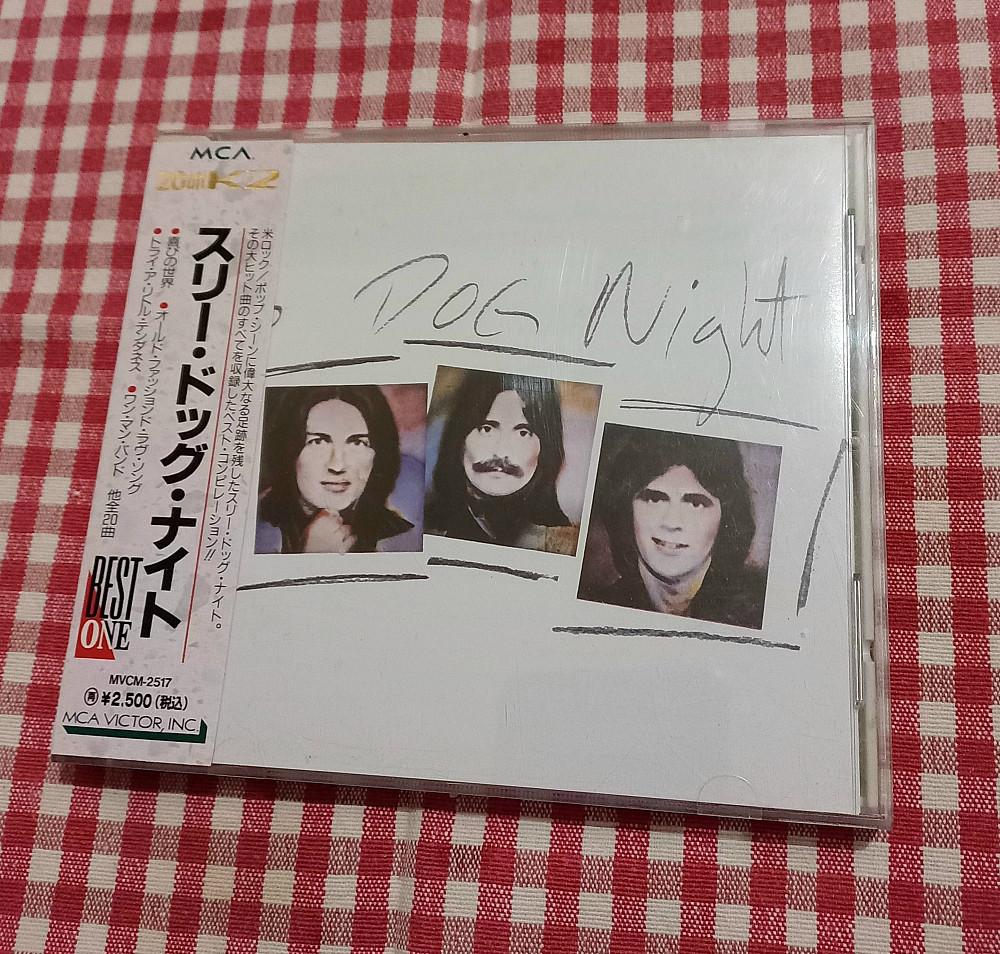 MCA
20bit K2
スリー・ドッグ・ナイト
米ロック/ポップ・シーンに偉大なる足跡を残したスリー・ドッグ・ナイト。
その大ヒット曲のすべてを収録したベスト・コンピレーション!!
•喜びの世界 •オールド・ファッションド・ラヴ・ソング
•トライ・ア・リトル・テンダネス •ワン・マン・バンド 他全20曲
BEST
ONE
MVCM-2517
再 ¥2,500(税込)
MCA VICTOR, INC.
DOG Night